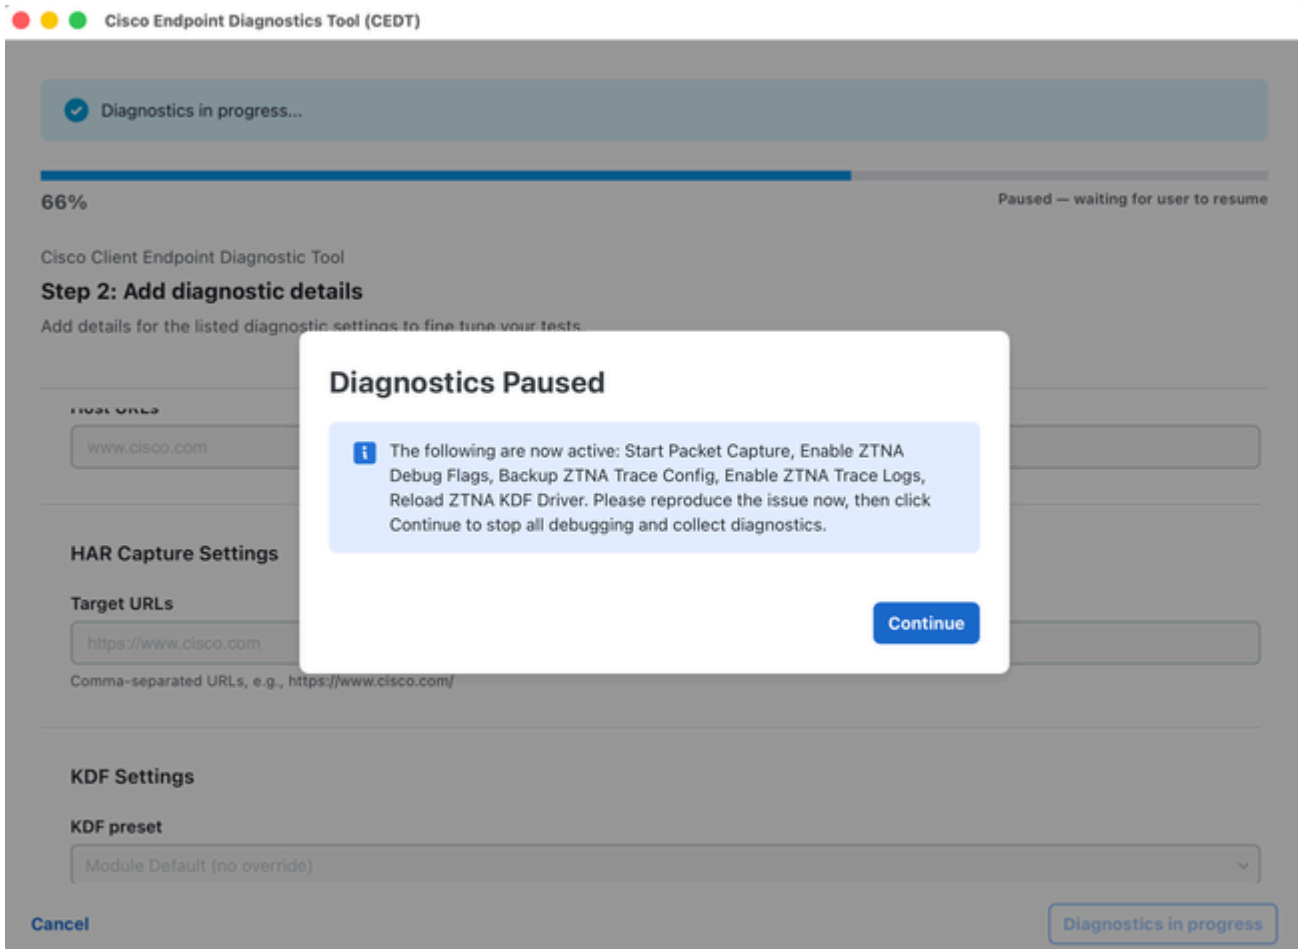 Cisco Endpoint Diagnostics Tool (CEDT)
Diagnostics in progress...
66%
Paused — waiting for user to resume
Cisco Client Endpoint Diagnostic Tool
Step 2: Add diagnostic details
Add details for the listed diagnostic settings to fine tune your tests.
Diagnostics Paused
Host URLs
www.cisco.com
The following are now active: Start Packet Capture, Enable ZTNA
Debug Flags, Backup ZTNA Trace Config, Enable ZTNA Trace Logs,
Reload ZTNA KDF Driver. Please reproduce the issue now, then click
Continue to stop all debugging and collect diagnostics.
Continue
HAR Capture Settings
Target URLs
https://www.cisco.com
Comma-separated URLs, e.g., https://www.cisco.com/
KDF Settings
KDF preset
Module Default (no override)
Cancel
Diagnostics in progress